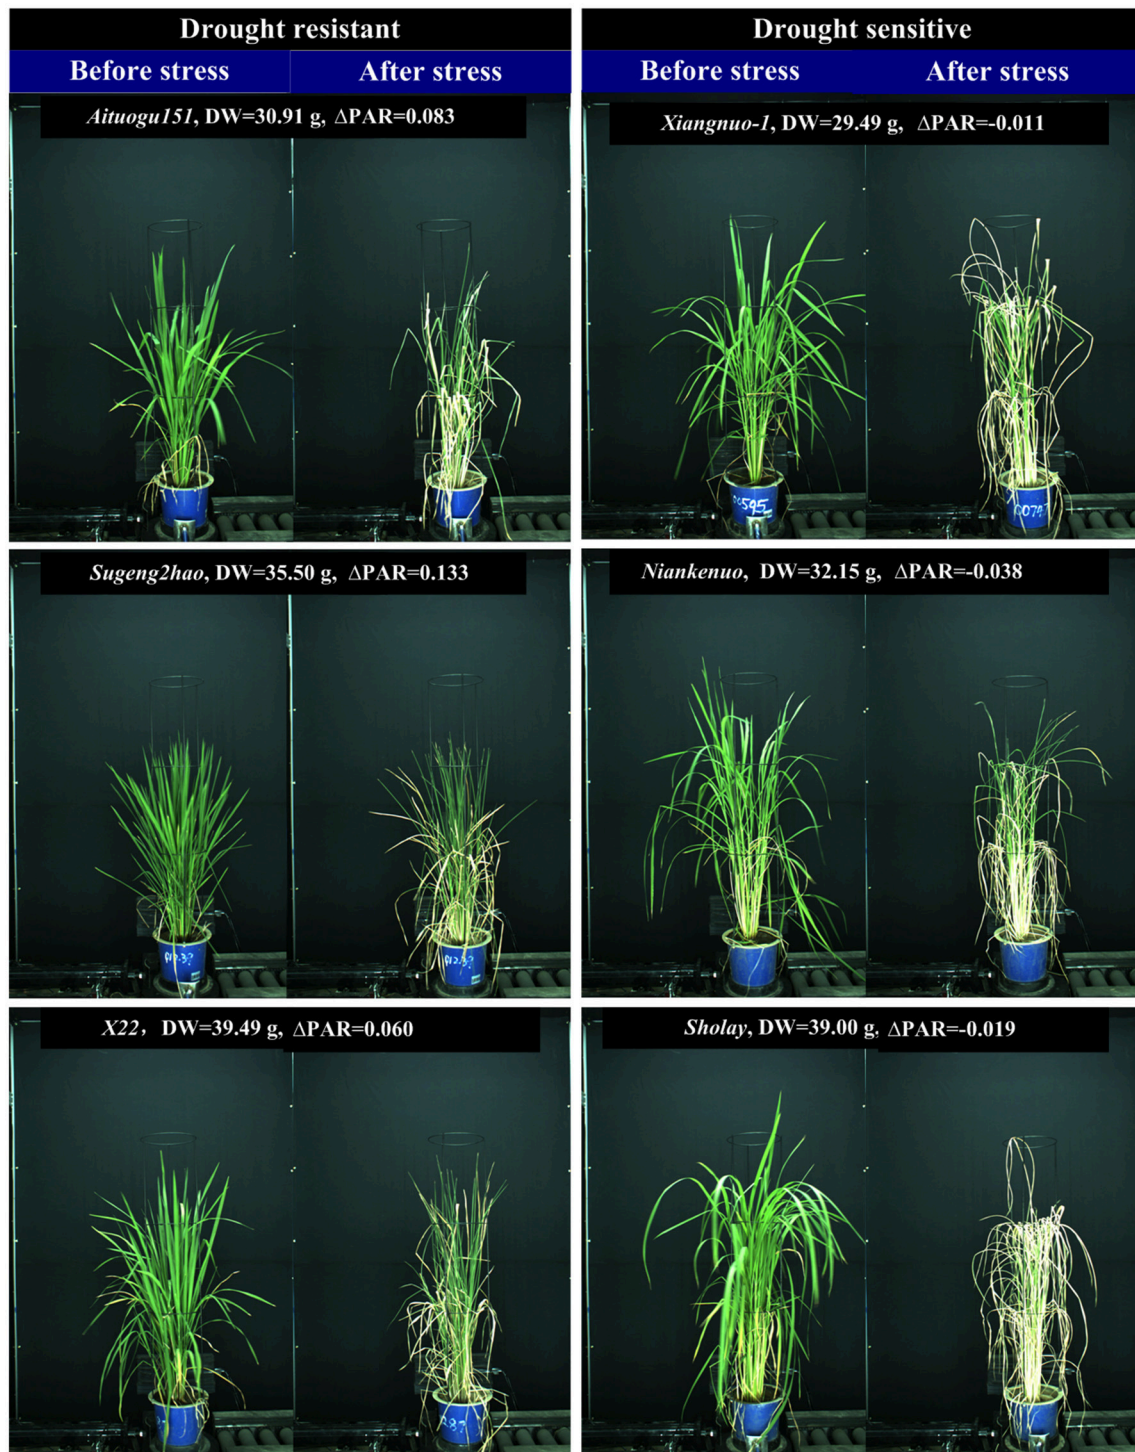 Drought resistant
Before stress
After stress
Aituogu151, DW=30.91 g, ΔPAR=0.083
Sugeng2hao, DW=35.50 g, ΔPAR=0.133
X22, DW=39.49 g, ΔPAR=0.060
Drought sensitive
Before stress
After stress
Xiangnuo-1, DW=29.49 g, ΔPAR=-0.011
Niankenuo, DW=32.15 g, ΔPAR=-0.038
Sholay, DW=39.00 g, ΔPAR=-0.019